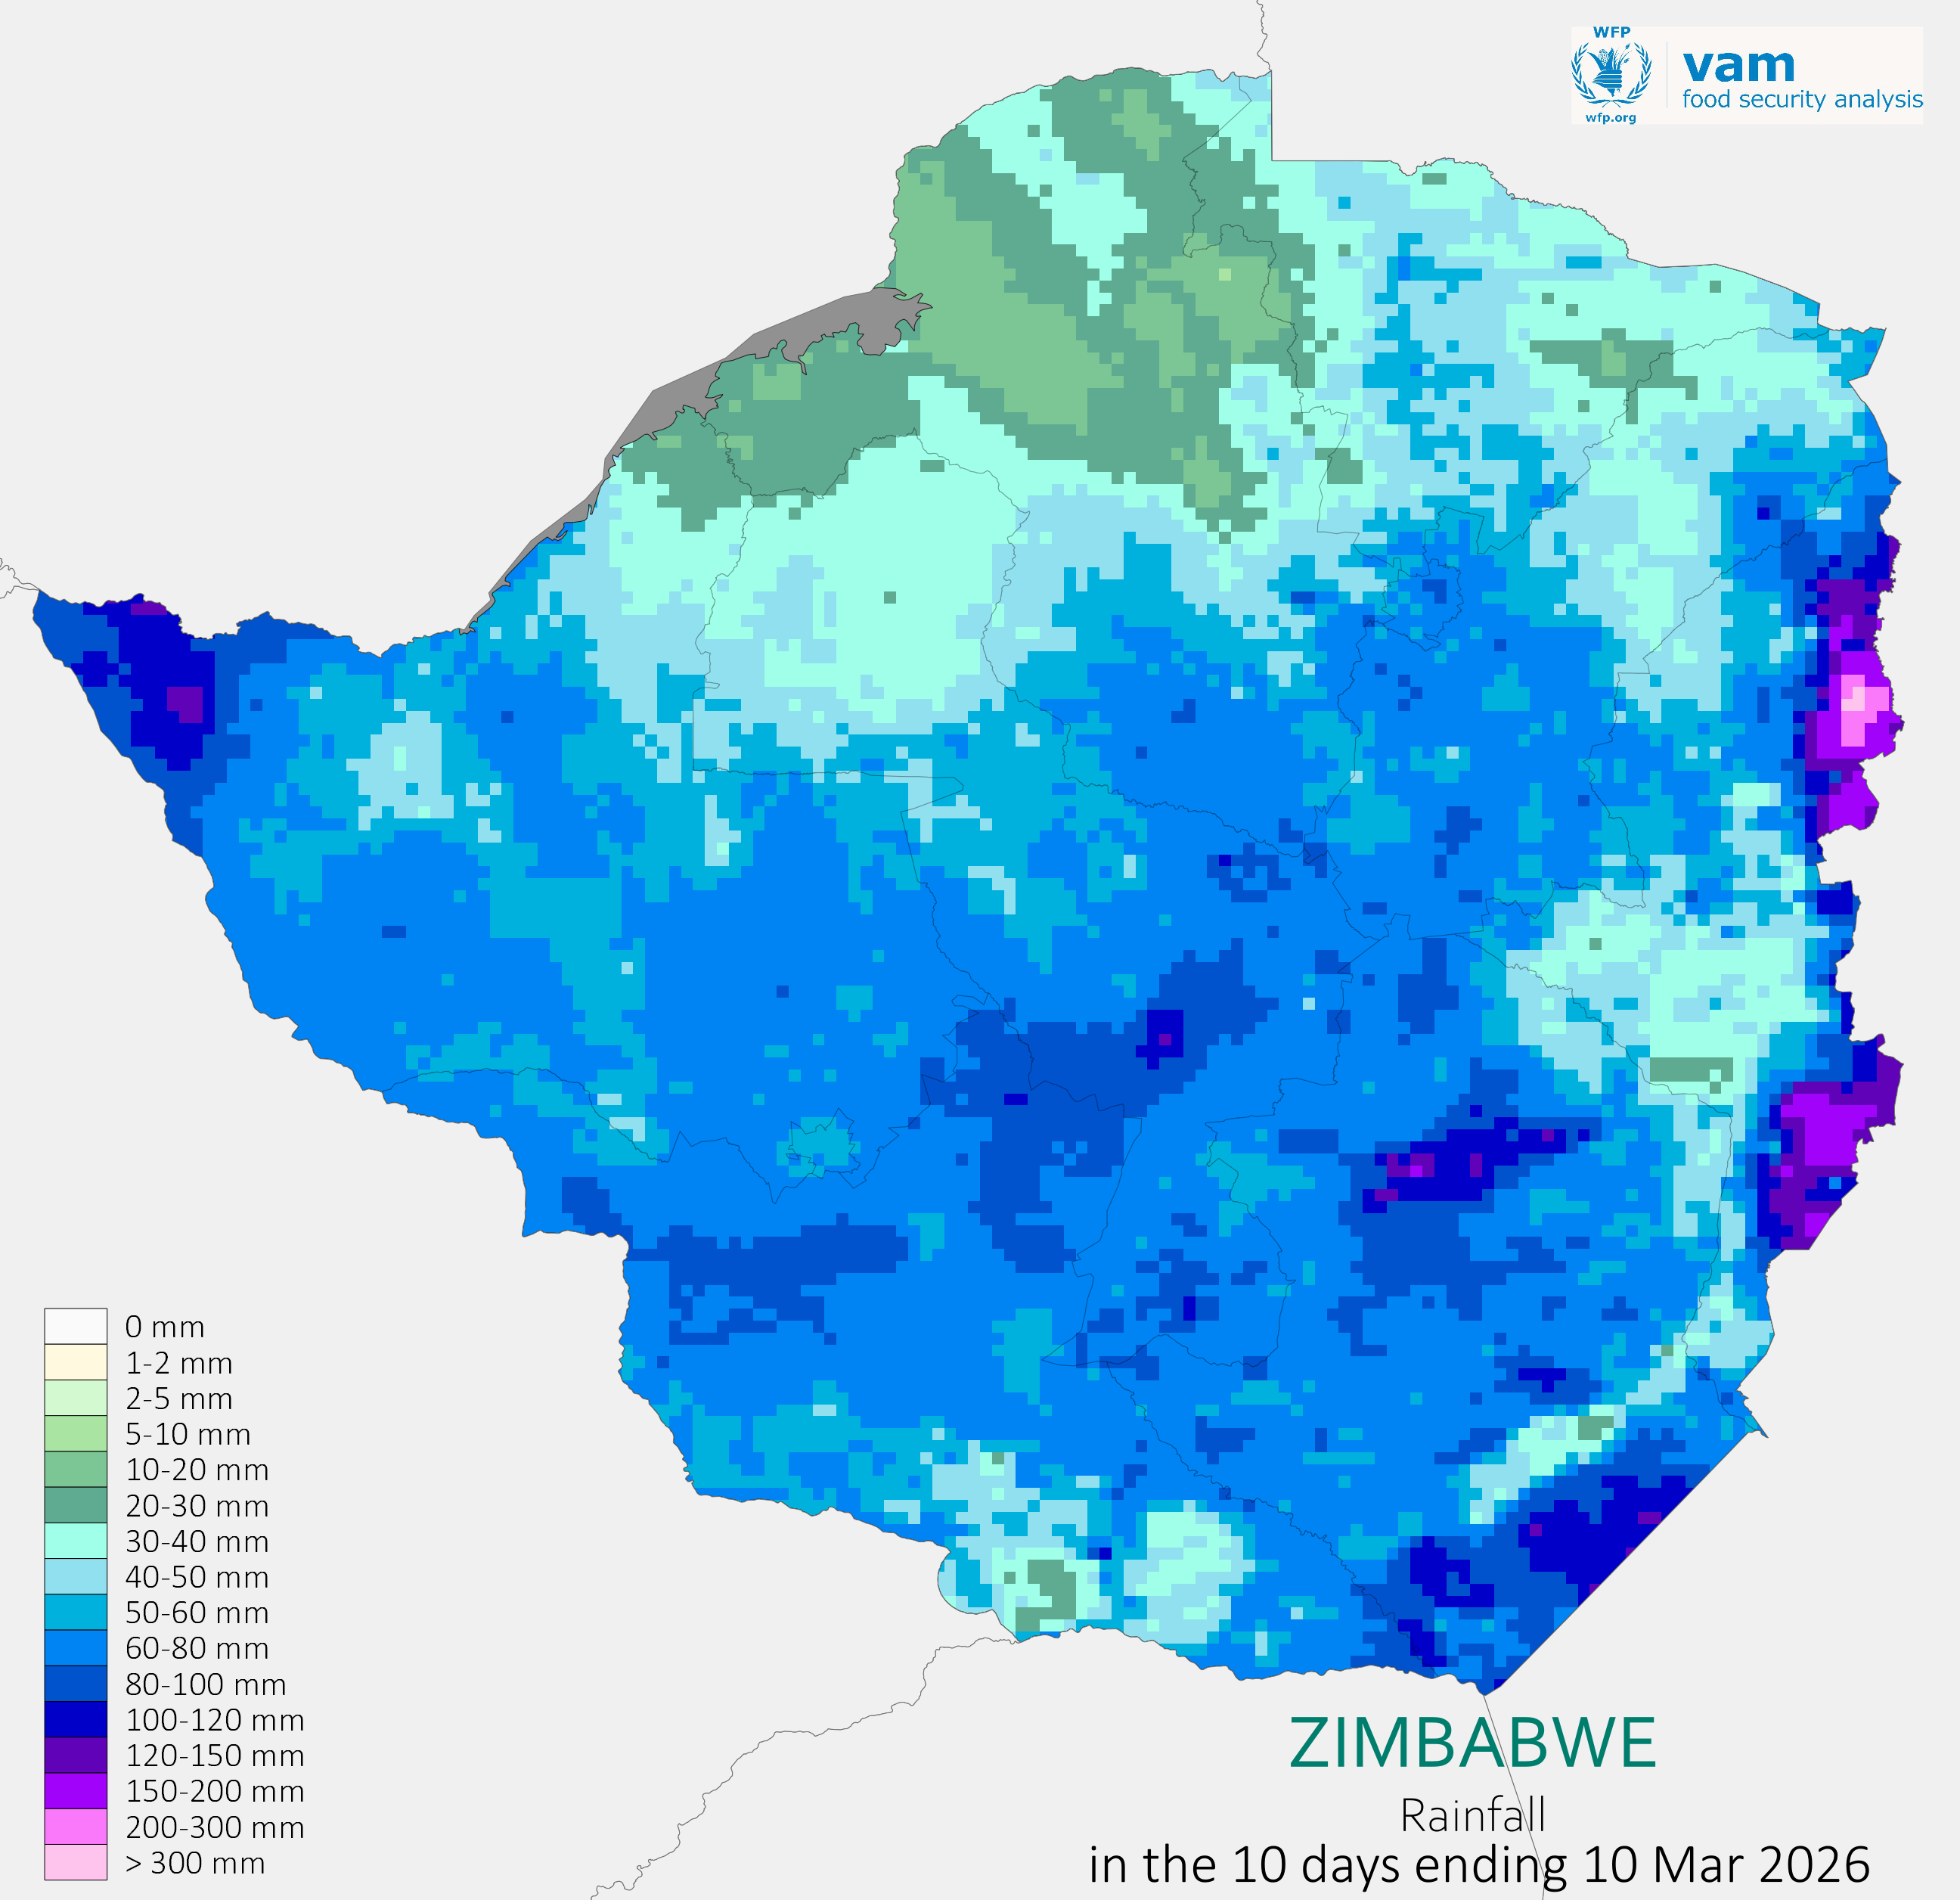 WFP
vam
food security analysis
wfp.org
0 mm
1-2 mm
2-5 mm
5-10 mm
10-20 mm
20-30 mm
30-40 mm
40-50 mm
50-60 mm
60-80 mm
80-100 mm
100-120 mm
120-150 mm
150-200 mm
200-300 mm
> 300 mm
ZIMBABWE
Rainfall
in the 10 days ending 10 Mar 2026